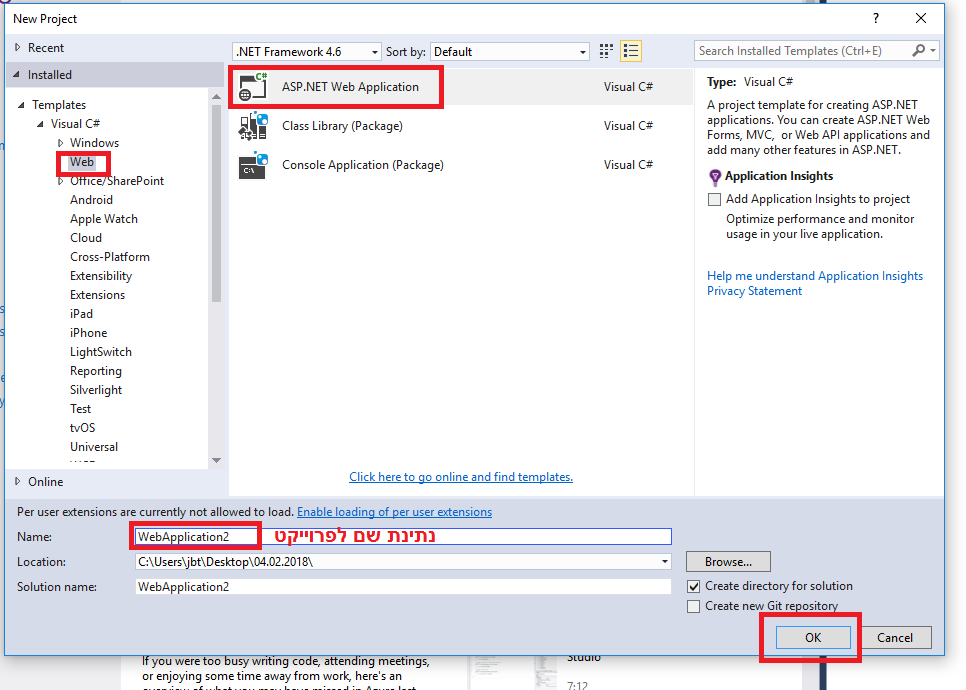 New Project
?
Recent
.NET Framework 4.6
Sort by:
Default
Search Installed Templates (Ctrl+E)
Installed
Templates
Visual C#
Windows
Web
Office/SharePoint
Android
Apple Watch
Cloud
Cross-Platform
Extensibility
Extensions
iPad
iPhone
LightSwitch
Reporting
Silverlight
Test
tvOS
Universal
Online
C#
ASP.NET Web Application
Visual C#
Class Library (Package)
Visual C#
C:\
Console Application (Package)
Visual C#
Click here to go online and find templates.
Type: Visual C#
A project template for creating ASP.NET
applications. You can create ASP.NET Web
Forms, MVC, or Web API applications and
add many other features in ASP.NET.
Application Insights
Add Application Insights to project
Optimize performance and monitor
usage in your live application.
Help me understand Application Insights
Privacy Statement
Per user extensions are currently not allowed to load. Enable loading of per user extensions
Name:
WebApplication2
נתינת שם לפרוייקט
Location:
C:\Users\jbt\Desktop\04.02.2018\
Browse...
Solution name:
WebApplication2
Create directory for solution
Create new Git repository
OK
Cancel
If you were too busy writing code, attending meetings,
or enjoying some time away from work, here's an
overview of what you may have missed in Azure last
Studio
7:12